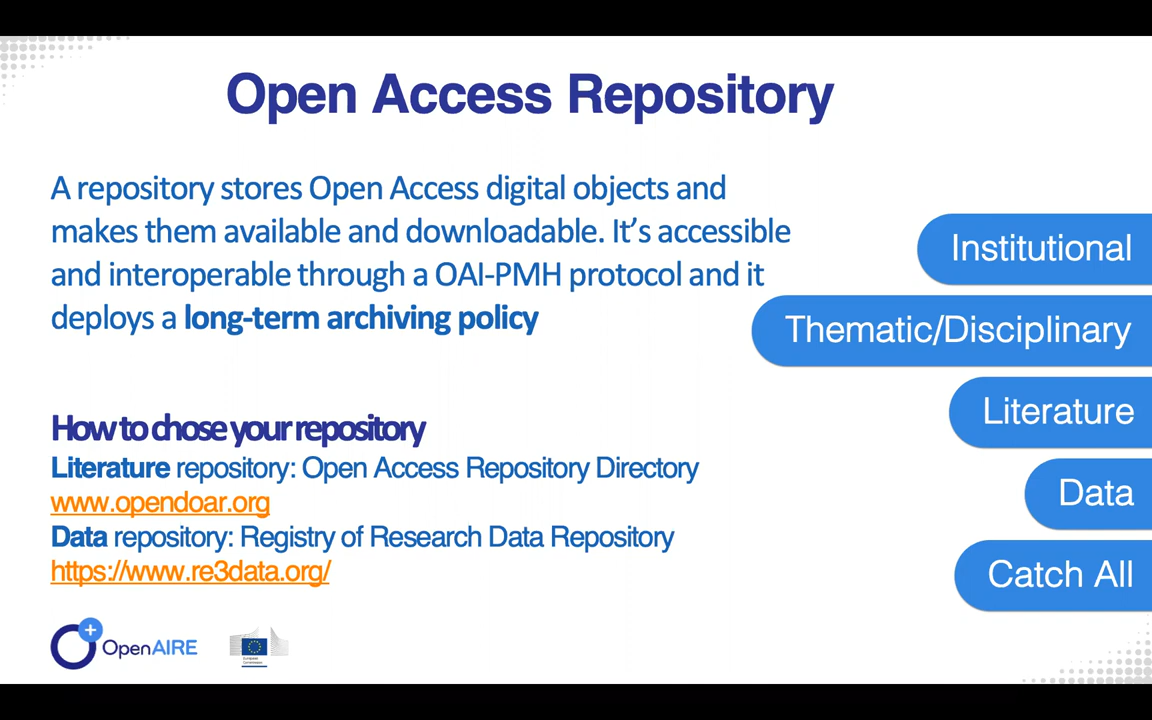 Open Access Repository
A repository stores Open Access digital objects and
makes them available and downloadable. It's accessible
and interoperable through a OAI-PMH protocol and it
deploys a long-term archiving policy
Institutional
Thematic/Disciplinary
Literature
Data
Catch All
How to chose your repository
Literature repository: Open Access Repository Directory
www.opendoar.org
Data repository: Registry of Research Data Repository
https://www.re3data.org/
OpenAIRE
European
Commission